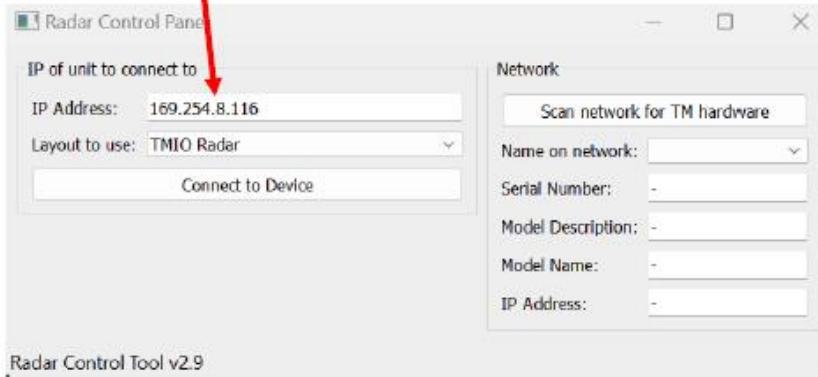 Radar Control Panel
IP of unit to connect to
IP Address: 169.254.8.116
Layout to use: TMIO Radar
Connect to Device
Network
Scan network for TM hardware
Name on network:
Serial Number: -
Model Description: -
Model Name: -
IP Address: -
Radar Control Tool v2.9